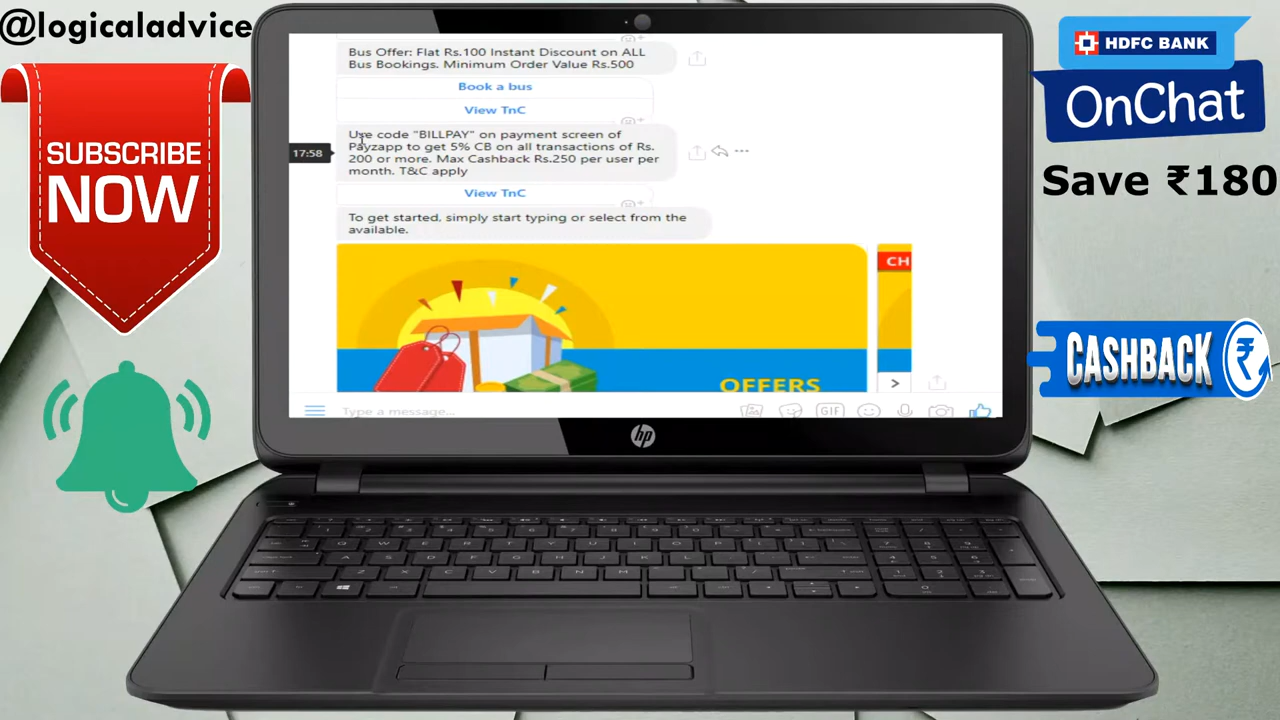 @logicaladvice
SUBSCRIBE
NOW
Bus Offer: Flat Rs.100 Instant Discount on ALL
Bus Bookings. Minimum Order Value Rs.500
Book a bus
View TnC
17:58
Use code "BILLPAY" on payment screen of
Payzapp to get 5% CB on all transactions of Rs.
200 or more. Max Cashback Rs.250 per user per
month. T&C apply
View TnC
To get started, simply start typing or select from the
available.
CH
OFFERS
Type a message...
GIF
hp
HDFC BANK
OnChat
Save ₹180
CASHBACK ₹